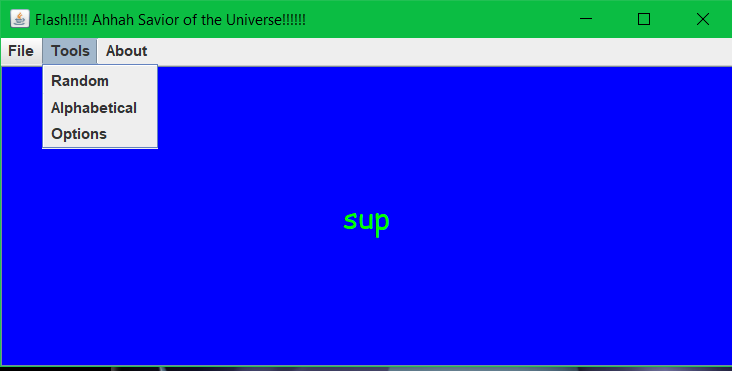 Flash!!!!! Ahhah Savior of the Universe!!!!!!
File Tools About
Random
Alphabetical
Options
sup